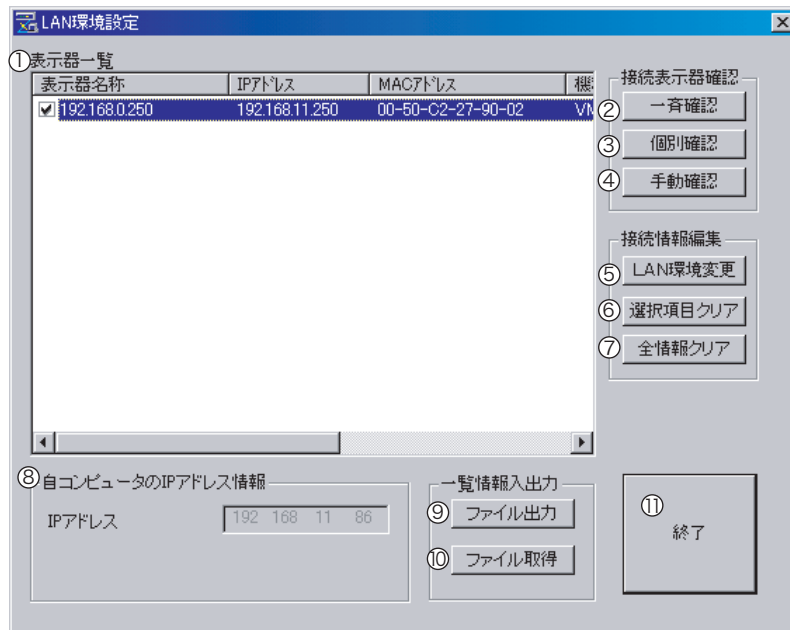 LAN環境設定
①表示器一覧
表示器名称 IPアドレス MACアドレス 機
192.168.0.250 192.168.11.250 00-50-C2-27-90-02
接続表示器確認
② 一斉確認
③ 個別確認
④ 手動確認
接続情報編集
⑤ LAN環境変更
⑥ 選択項目クリア
⑦ 全情報クリア
⑧ 自コンピュータのIPアドレス情報
IPアドレス 192 168 11 86
一覧情報入出力
⑨ ファイル出力
⑩ ファイル取得
⑪
終了